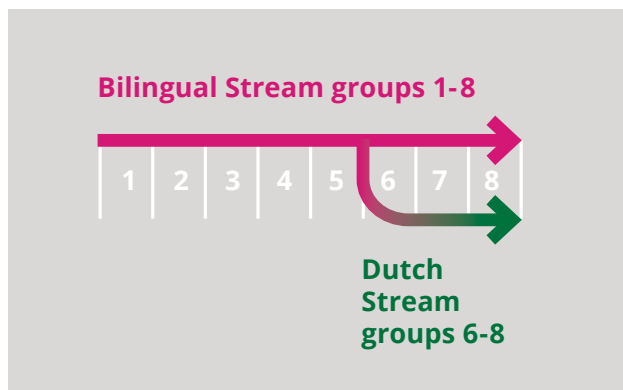 Bilingual Stream groups 1-8
1 2 3 4 5 6 7 8
Dutch
Stream
groups 6-8